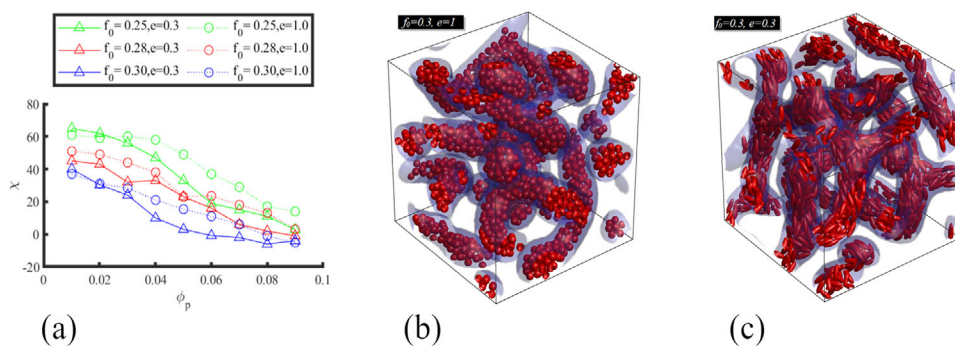 f₀ = 0.25,e=0.3 f₀ = 0.25,e=1.0
f₀ = 0.28,e=0.3 f₀ = 0.28,e=1.0
f₀ = 0.30,e=0.3 f₀ = 0.30,e=1.0
80
60
40
20
0
-20
χ
0 0.02 0.04 0.06 0.08 0.1
ϕₚ
(a)
f₀=0.3, e=1
(b)
f₀=0.3, e=0.3
(c)